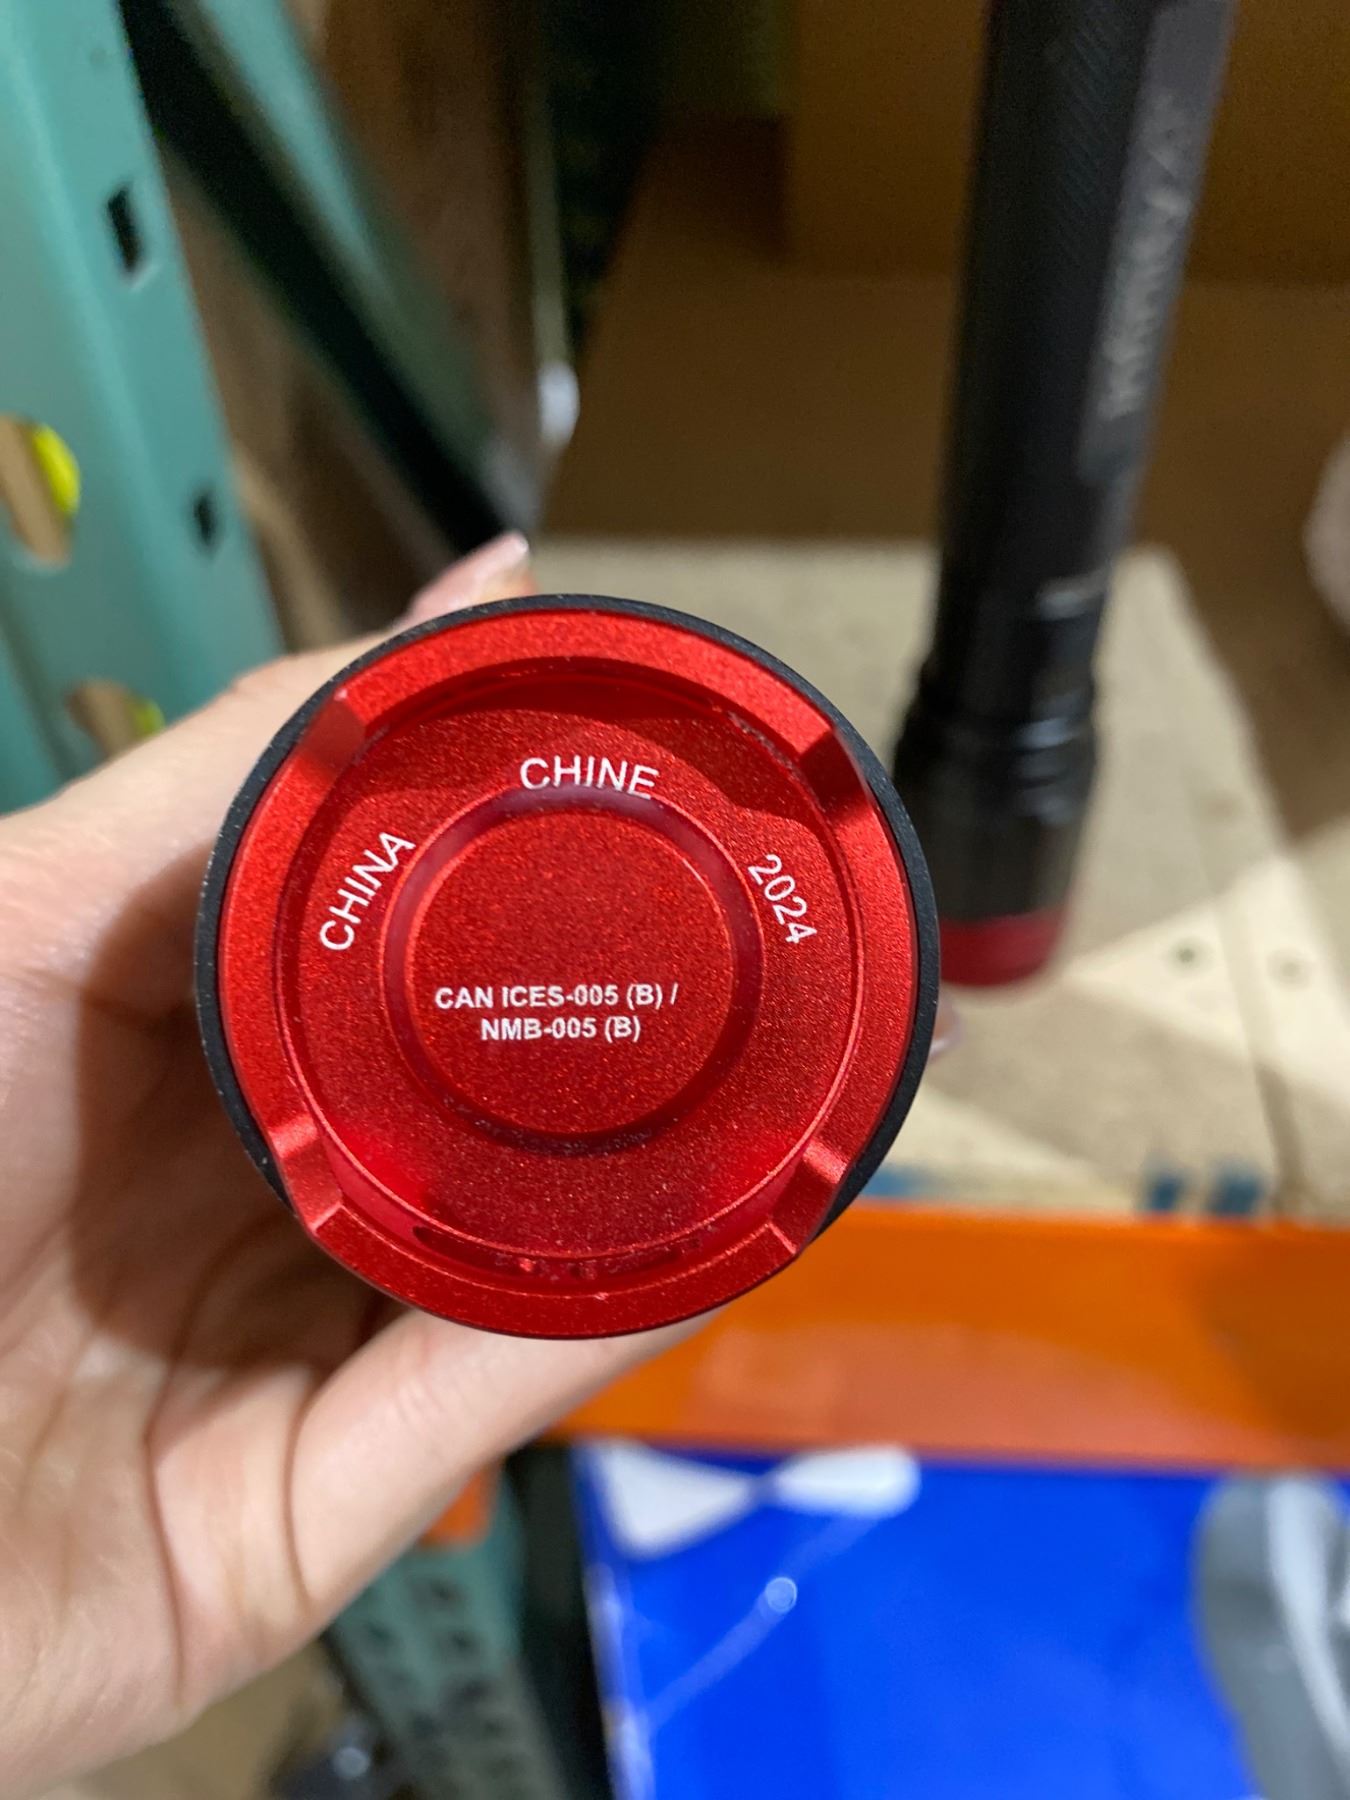 CHINA
CHINE
2024
CAN ICES-005 (B) /
NMB-005 (B)